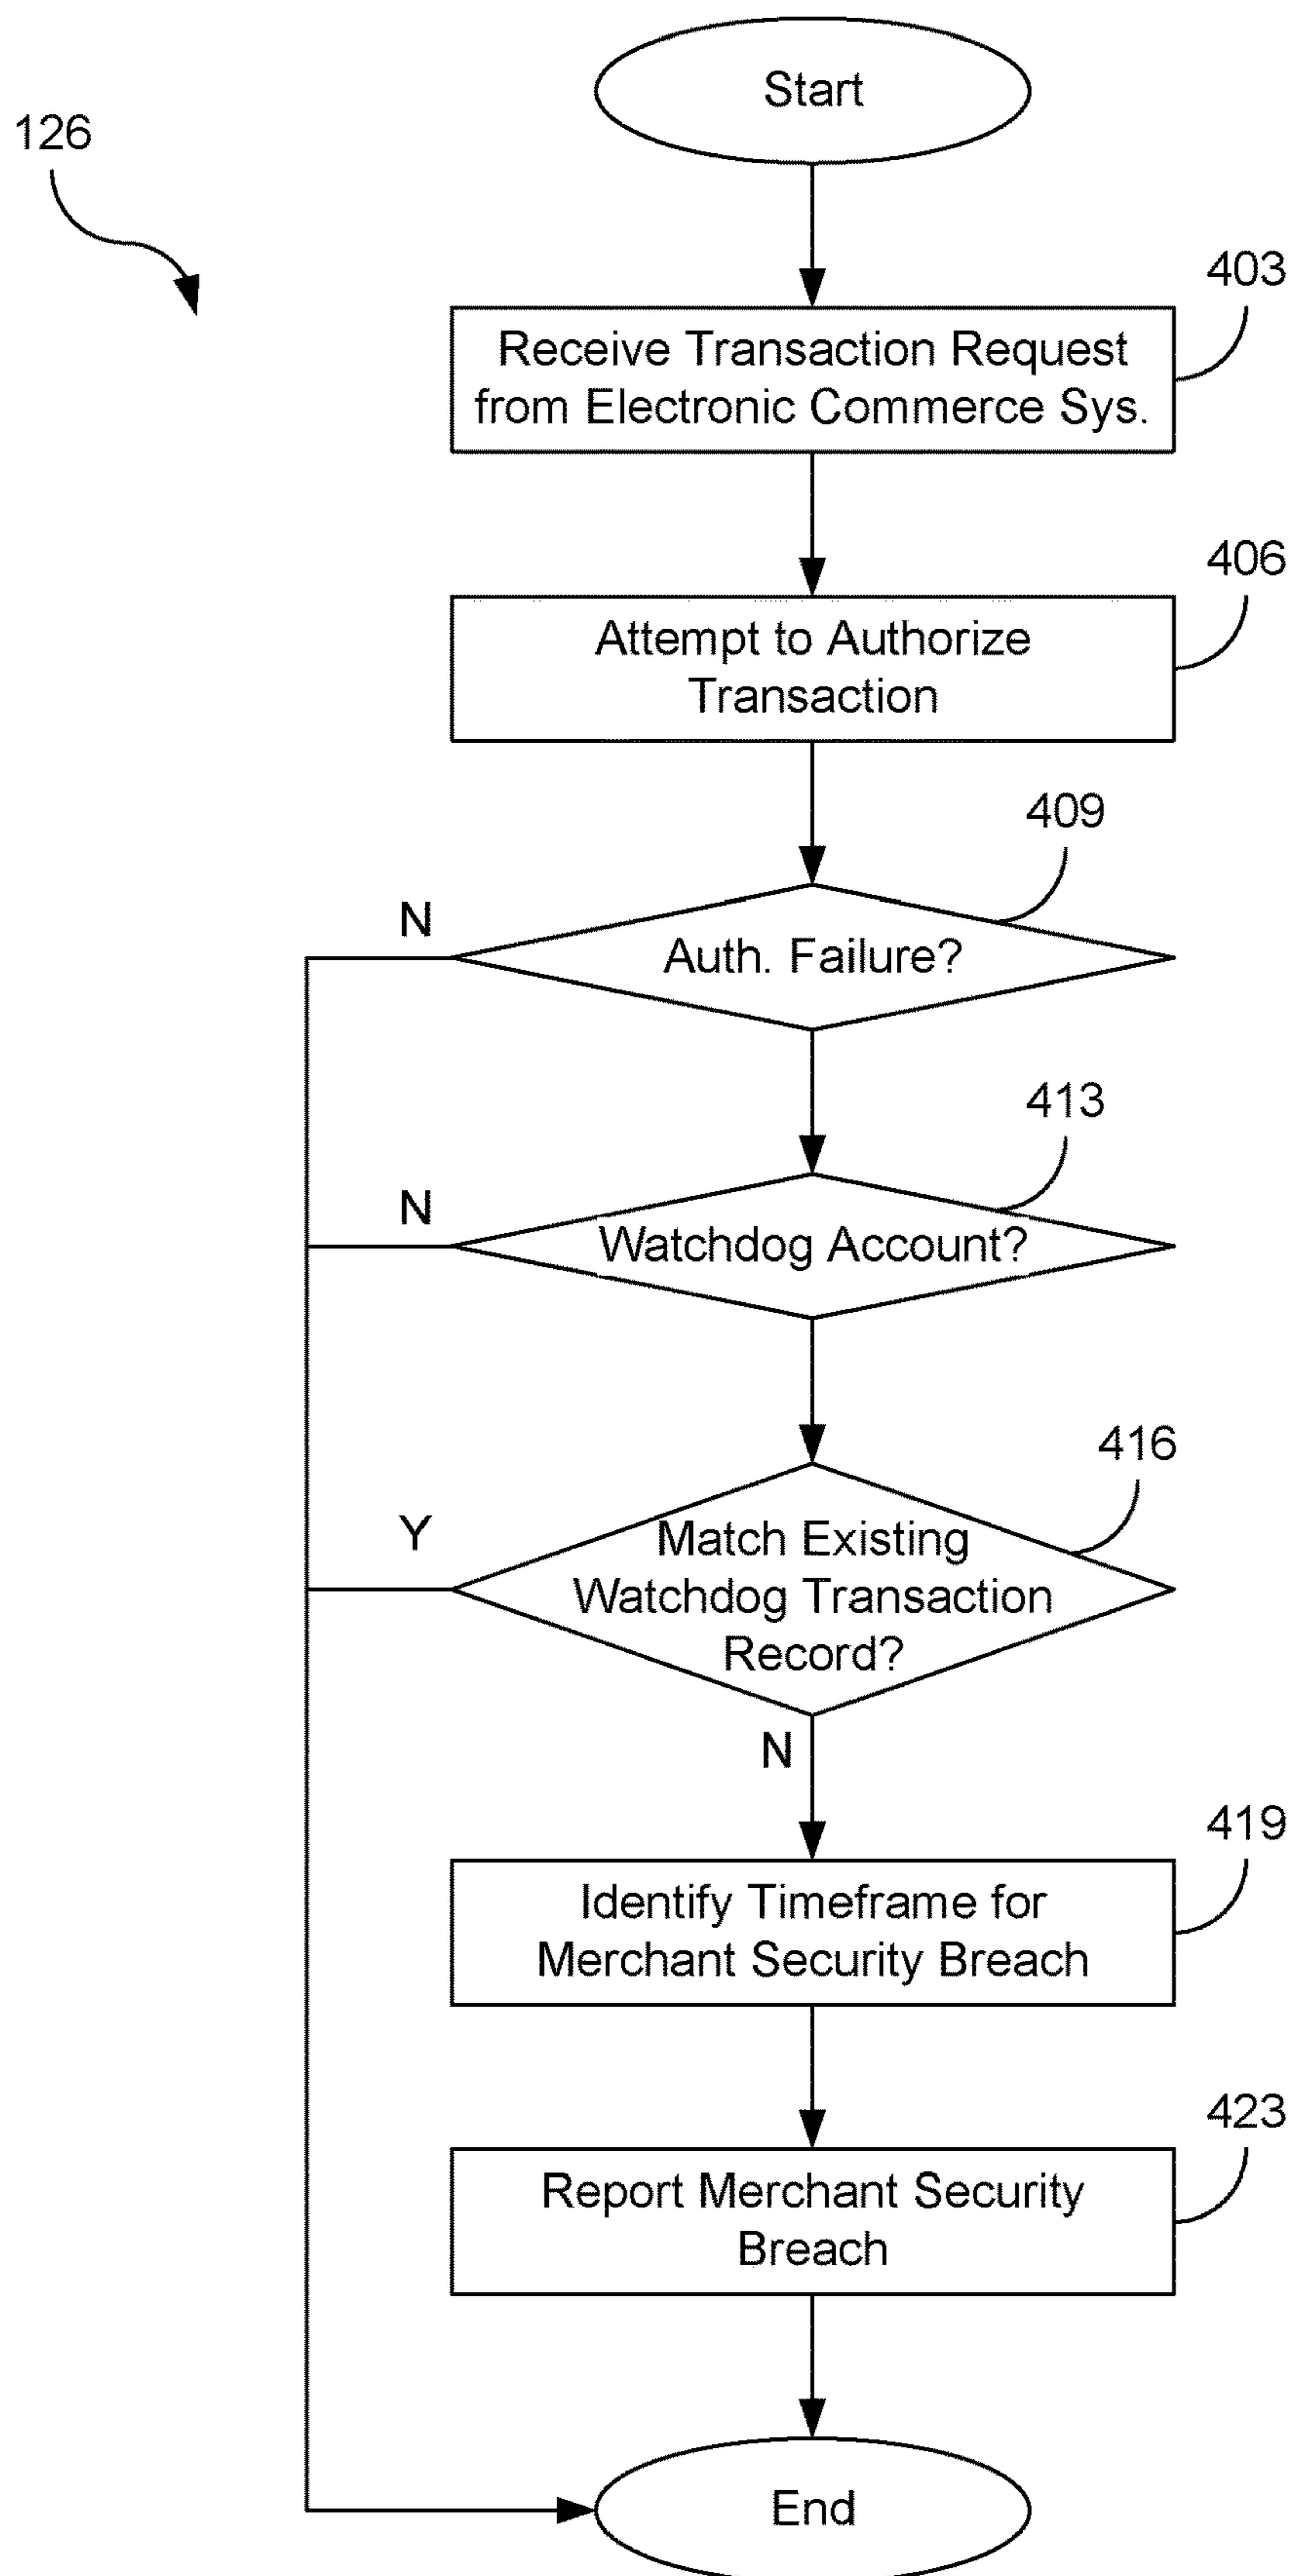 Start
126
403
Receive Transaction Request
from Electronic Commerce Sys.
406
Attempt to Authorize
Transaction
409
N
Auth. Failure?
413
N
Watchdog Account?
416
Y
Match Existing
Watchdog Transaction
Record?
N
419
Identify Timeframe for
Merchant Security Breach
423
Report Merchant Security
Breach
End